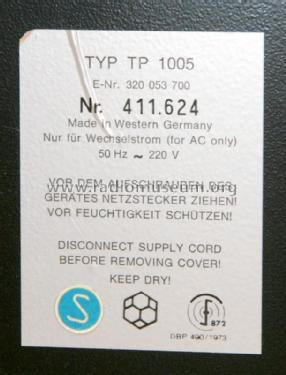 TYP TP 1005
E-Nr. 320 053 700
Nr. 411.624
Made in Western Germany
Nur für Wechselstrom (for AC only)
50 Hz ~ 220 V
www.radiomuseum.org
VOR DEM AUFSCHRAUBEN DES
GERÄTES NETZSTECKER ZIEHEN!
VOR FEUCHTIGKEIT SCHÜTZEN!
DISCONNECT SUPPLY CORD
BEFORE REMOVING COVER!
KEEP DRY!
S
S 872
DBP 490/1973